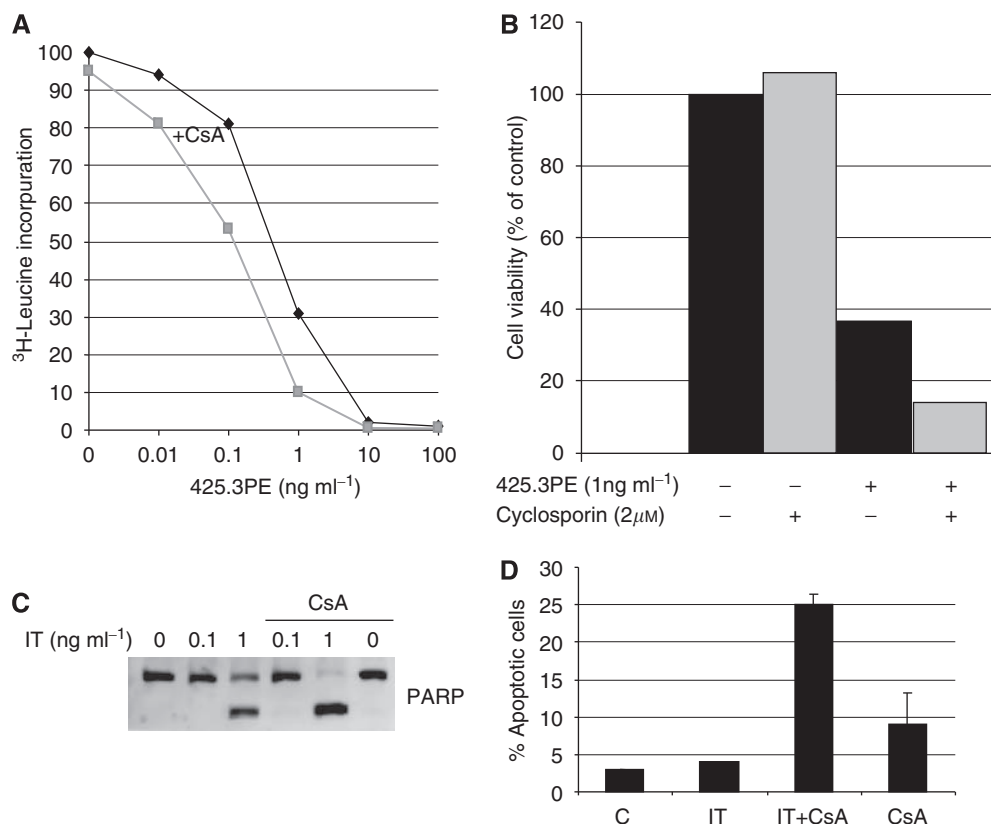 A
100
90
80
70
60
50
40
30
20
10
0
³H-Leucine incorpuration
+CsA
0 0.01 0.1 1 10 100
425.3PE (ng ml⁻¹)
B
120
100
80
60
40
20
0
Cell viability (% of control)
425.3PE (1ng ml⁻¹) – – + +
Cyclosporin (2μM) – + – +
C
CsA
IT (ng ml⁻¹) 0 0.1 1 0.1 1 0
PARP
D
30
25
20
15
10
5
0
% Apoptotic cells
C IT IT+CsA CsA